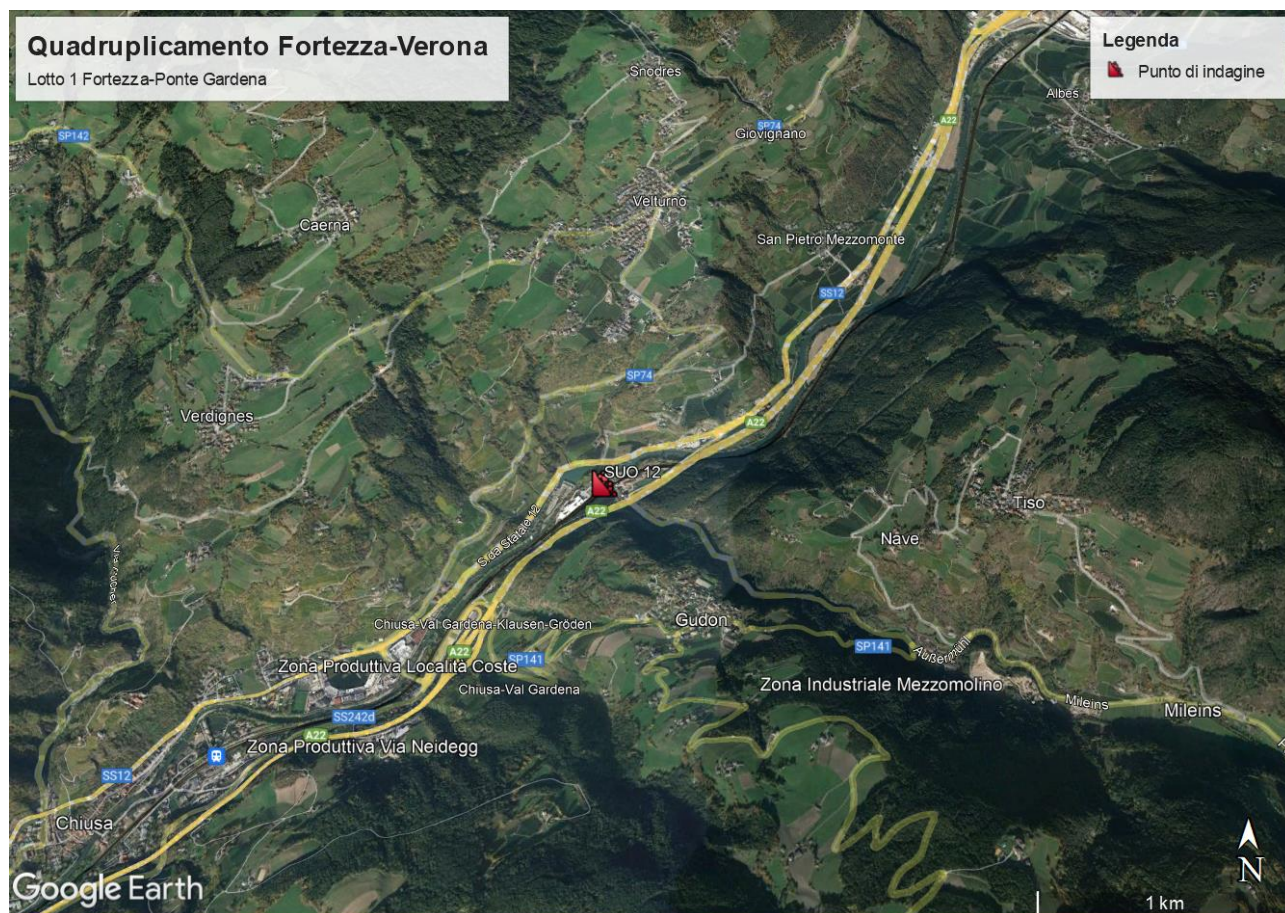 Quadruplicamento Fortezza-Verona
Lotto 1 Fortezza-Ponte Gardena
Legenda
Punto di indagine
Snodres
Albes
SP142
SP74
Giovignano
A22
Velturno
Caerna
San Pietro Mezzomonte
SS12
SP74
Verdignes
A22
SUO 12
A22
Tiso
Strada Statale 12
Nave
Gudon
Chiusa-Val Gardena-Klausen-Gröden
A22
SP141
SP141
Außermühl
Zona Produttiva Località Coste
Chiusa-Val Gardena
Zona Industriale Mezzomolino
Mileins
Mileins
SS242d
A22
Zona Produttiva Via Neidegg
SS12
Chiusa
Google Earth
N
1 km